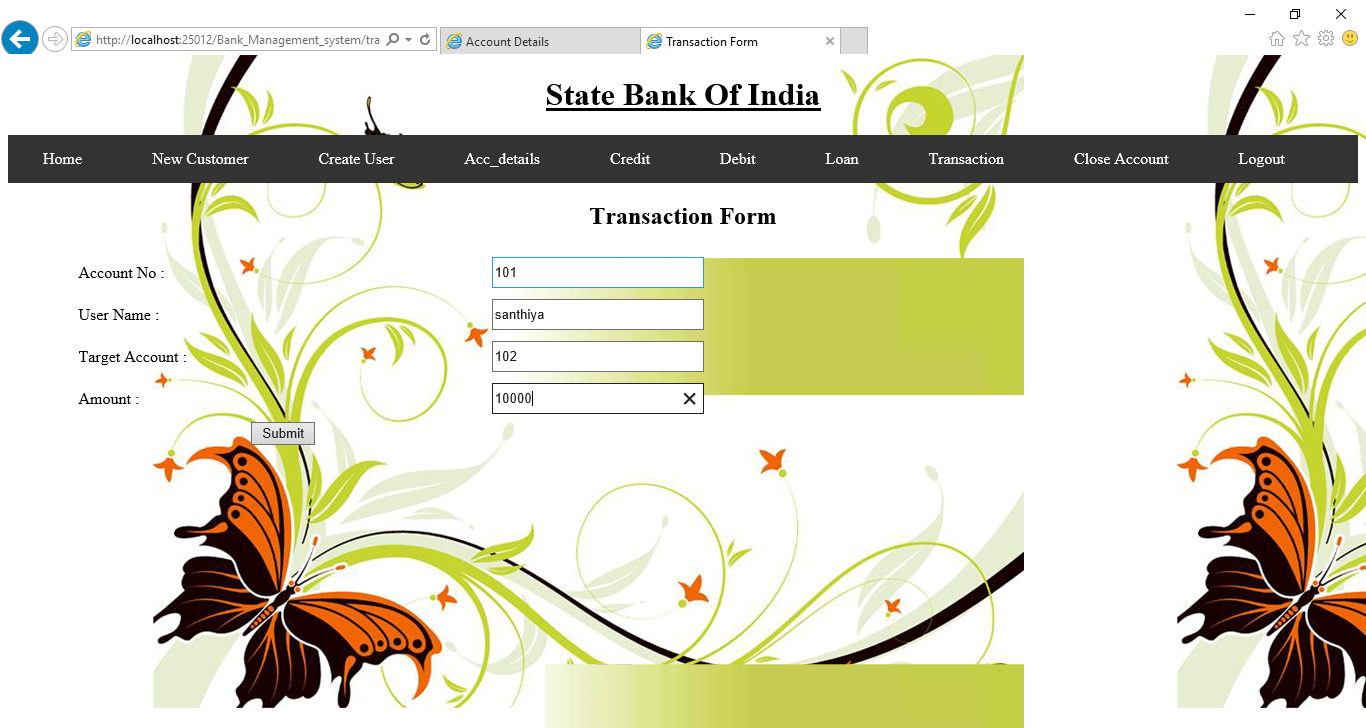 http://localhost:25012/Bank_Management_system/tra
Account Details
Transaction Form
State Bank Of India
Home New Customer Create User Acc_details Credit Debit Loan Transaction Close Account Logout
Transaction Form
Account No : 101
User Name : santhiya
Target Account : 102
Amount : 10000
Submit